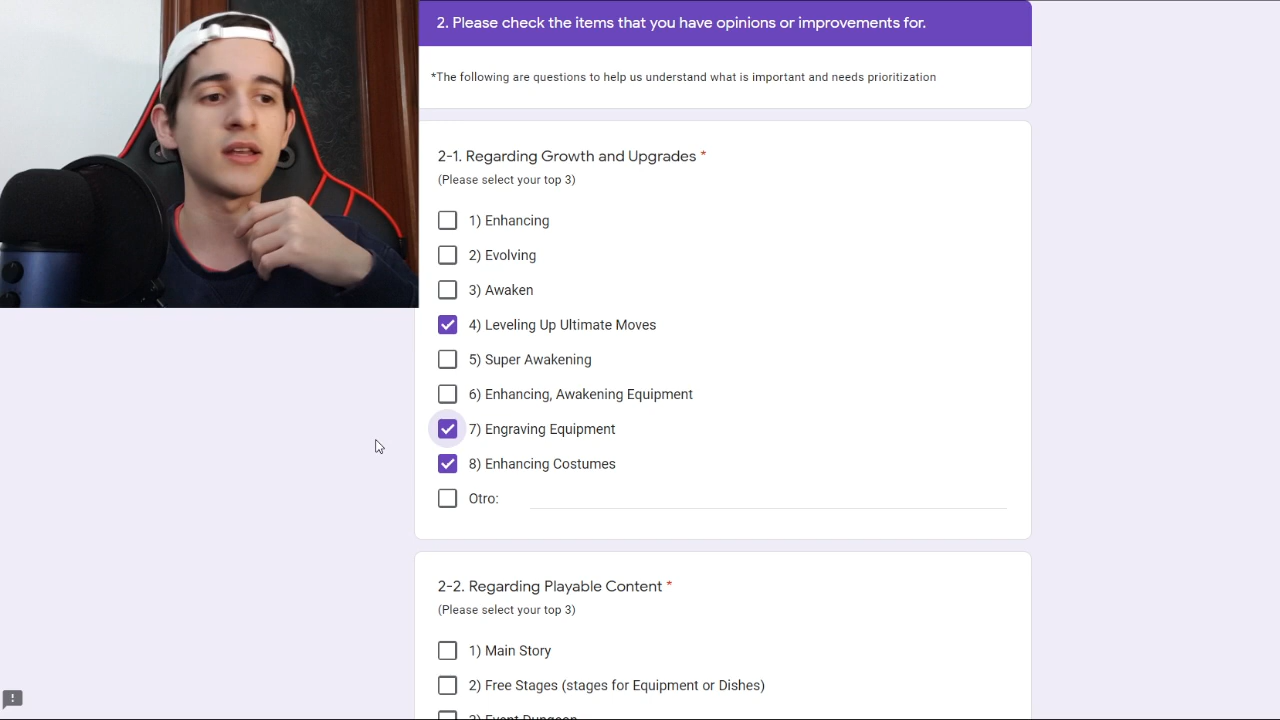 2. Please check the items that you have opinions or improvements for.
*The following are questions to help us understand what is important and needs prioritization
2-1. Regarding Growth and Upgrades *
(Please select your top 3)
1) Enhancing
2) Evolving
3) Awaken
4) Leveling Up Ultimate Moves
5) Super Awakening
6) Enhancing, Awakening Equipment
7) Engraving Equipment
8) Enhancing Costumes
Otro:
2-2. Regarding Playable Content *
(Please select your top 3)
1) Main Story
2) Free Stages (stages for Equipment or Dishes)
3) Event Dungeon